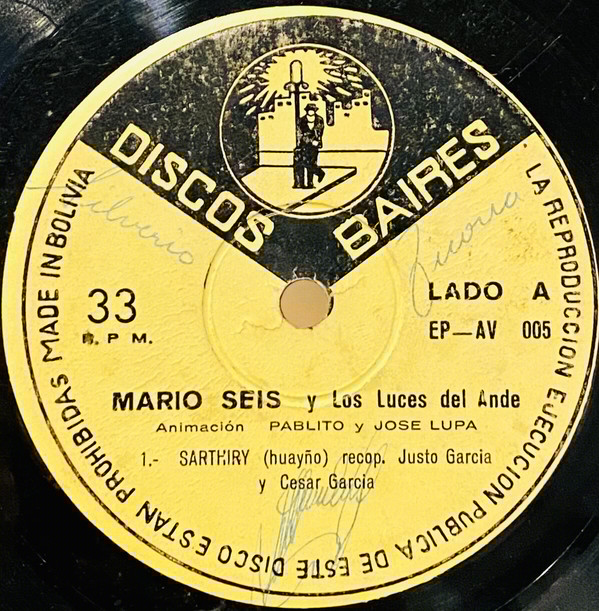 DISCOS BAIRES
MADE IN BOLIVIA
LA REPRODUCCION EJECUCION PUBLICA DE ESTE DISCO ESTAN PROHIBIDAS
Silverio
33
R. P M.
LADO A
EP—AV 005
MARIO SEIS y Los Luces del Ande
Animación PABLITO y JOSE LUPA
1.- SARTHIRY (huayño) recop. Justo Garcia
y Cesar Garcia